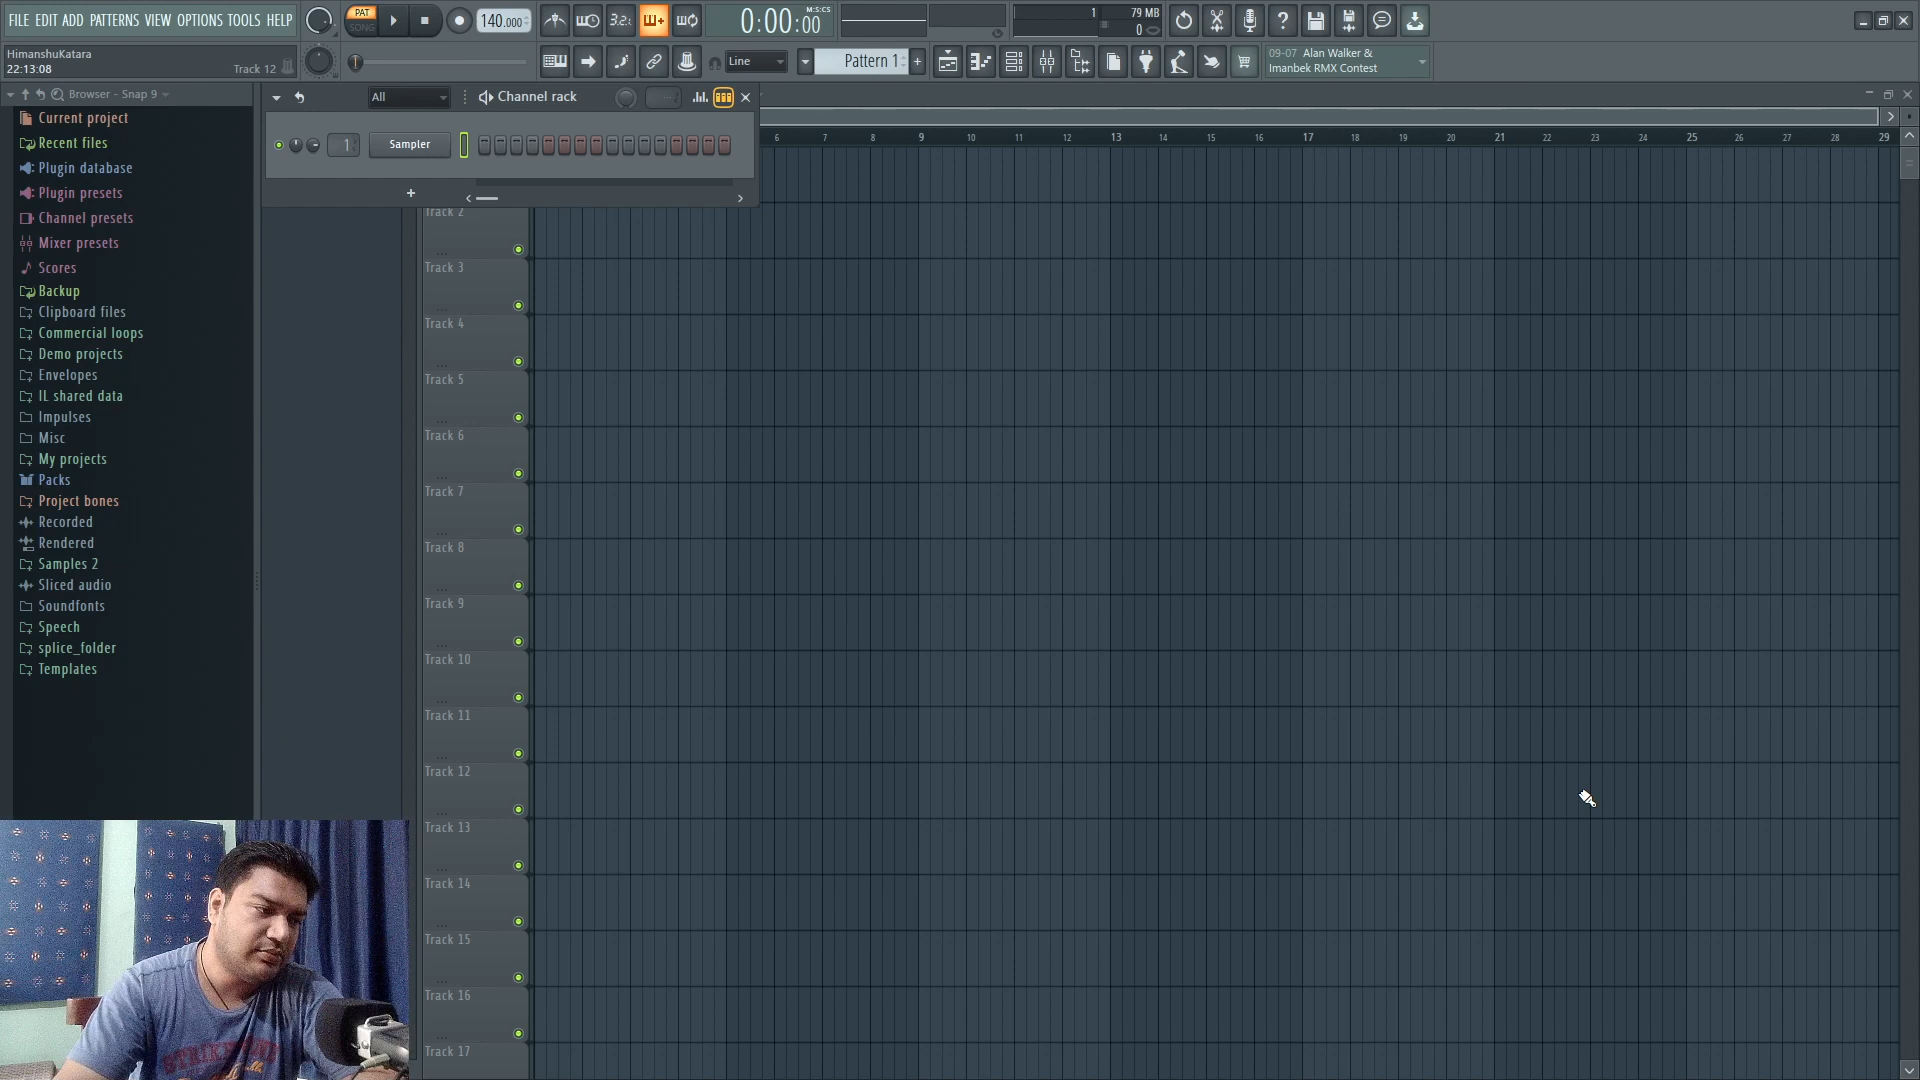 FILE EDIT ADD PATTERNS VIEW OPTIONS TOOLS HELP
PAT
SONG
140.000
3.2.
M:S:CS
0:00:00
1
79 MB
0
HimanshuKatara
22:13:08
Track 12
Line
Pattern 1
+
09-07 Alan Walker &
Imanbek RMX Contest
Browser - Snap 9
All
Channel rack
1
Sampler
+
6 7 8 9 10 11 12 13 14 15 16 17 18 19 20 21 22 23 24 25 26 27 28 29
Current project
Recent files
Plugin database
Plugin presets
Channel presets
Mixer presets
Scores
Backup
Clipboard files
Commercial loops
Demo projects
Envelopes
IL shared data
Impulses
Misc
My projects
Packs
Project bones
Recorded
Rendered
Samples 2
Sliced audio
Soundfonts
Speech
splice_folder
Templates
Track 2
Track 3
Track 4
Track 5
Track 6
Track 7
Track 8
Track 9
Track 10
Track 11
Track 12
Track 13
Track 14
Track 15
Track 16
Track 17